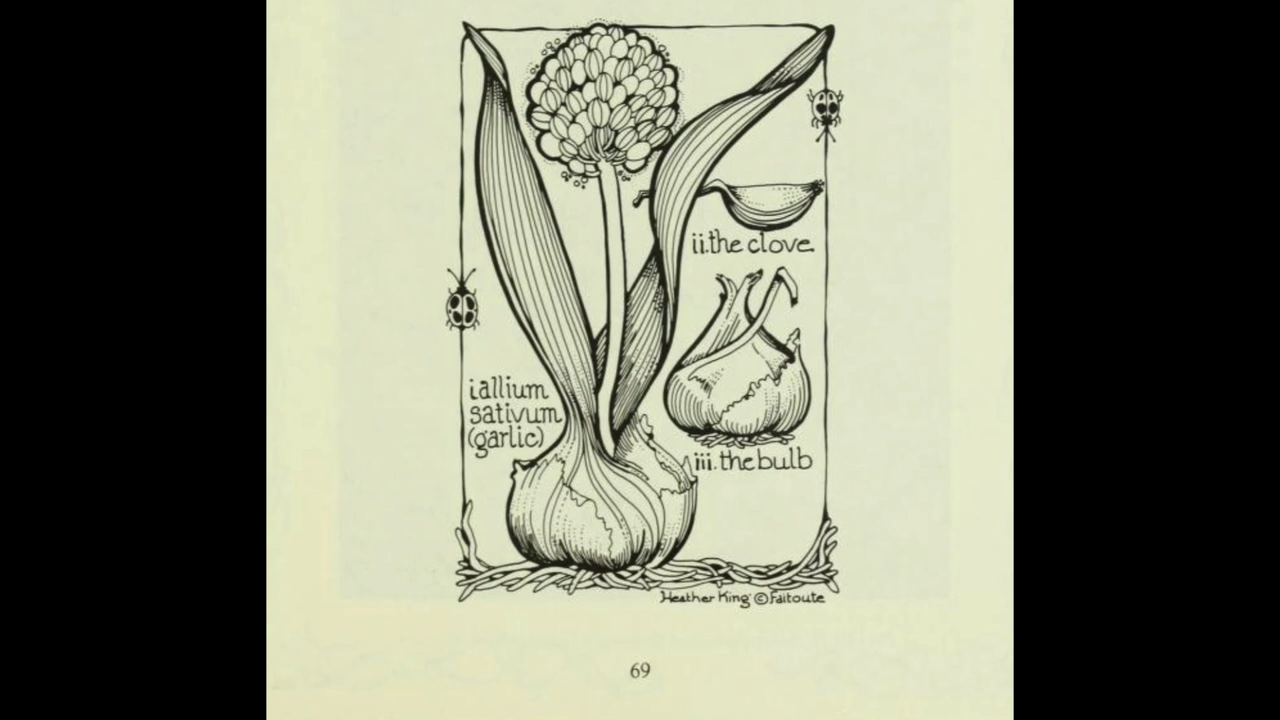 ii.the clove
i.allium
sativum
(garlic)
iii.the bulb
Heather King ©Faitoute
69